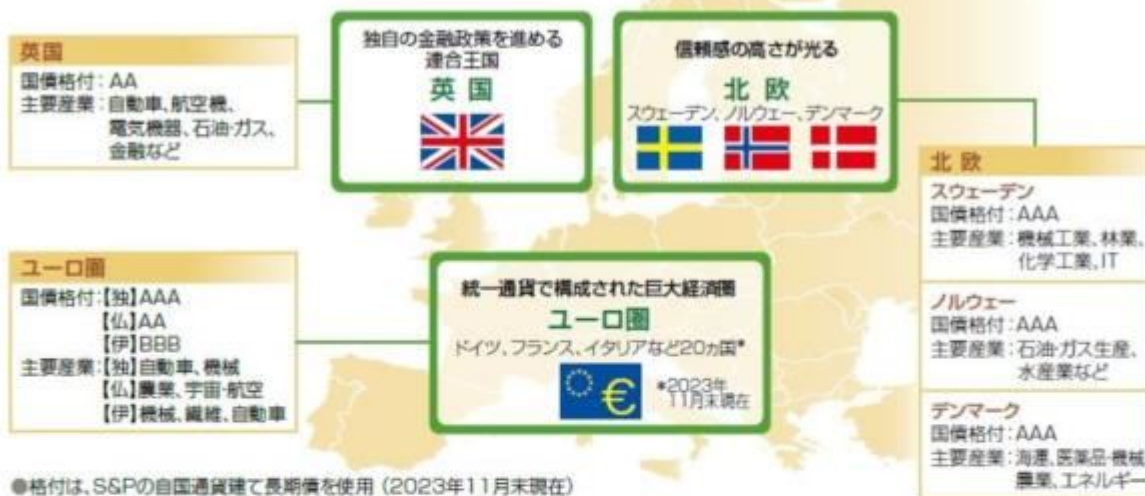 英国
国債格付：AA
主要産業：自動車、航空機、
電気機器、石油・ガス、
金融など
独自の金融政策を進める
連合王国
英国
信頼感の高さが光る
北欧
スウェーデン、ノルウェー、デンマーク
北欧
スウェーデン
国債格付：AAA
主要産業：機械工業、林業、
化学工業、IT
ノルウェー
国債格付：AAA
主要産業：石油・ガス生産、
水産業など
デンマーク
国債格付：AAA
主要産業：海運、医薬品・機械
農業、エネルギー
ユーロ圏
国債格付：【独】AAA
【仏】AA
【伊】BBB
主要産業：【独】自動車、機械
【仏】農業、宇宙・航空
【伊】機械、繊維、自動車
統一通貨で構成された巨大経済圏
ユーロ圏
ドイツ、フランス、イタリアなど20ヵ国*
€
*2023年
11月末現在
●格付は、S&Pの自国通貨建て長期債を使用（2023年11月末現在）